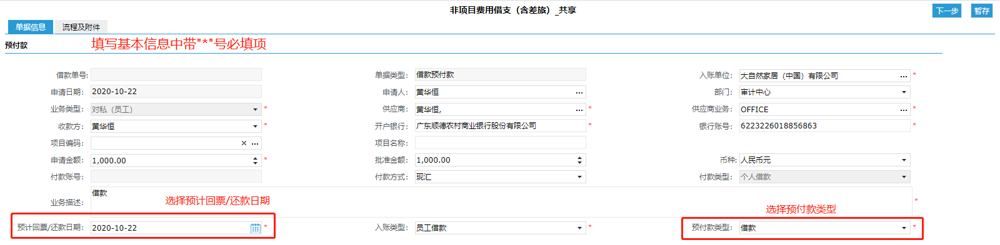 非项目费用借支（含差旅）_共享
下一步 暂存
单据信息 流程及附件
预付款 填写基本信息中带"*"号必填项
借款单号: 单据类型: 借款预付款 入账单位: 大自然家居（中国）有限公司 ... *
申请日期: 2020-10-22 申请人: 黄华恒 ... 部门: 审计中心
业务类型: 对私（员工） * 供应商: 黄华恒, ... * 供应商业务: OFFICE ... *
收款方: 黄华恒 * 开户银行: 广东顺德农村商业银行股份有限公司 * 银行账号: 6223226018856863 *
项目编码: × ... 项目名称:
申请金额: 1,000.00 * 批准金额: 1,000.00 币种: 人民币元
付款账号: 付款方式: 现汇 付款类型: 个人借款
业务描述: 借款 *
选择预计回票/还款日期 选择预付款类型
预计回票/还款日期: 2020-10-22 * 入账类型: 员工借款 * 预付款类型: 借款 *